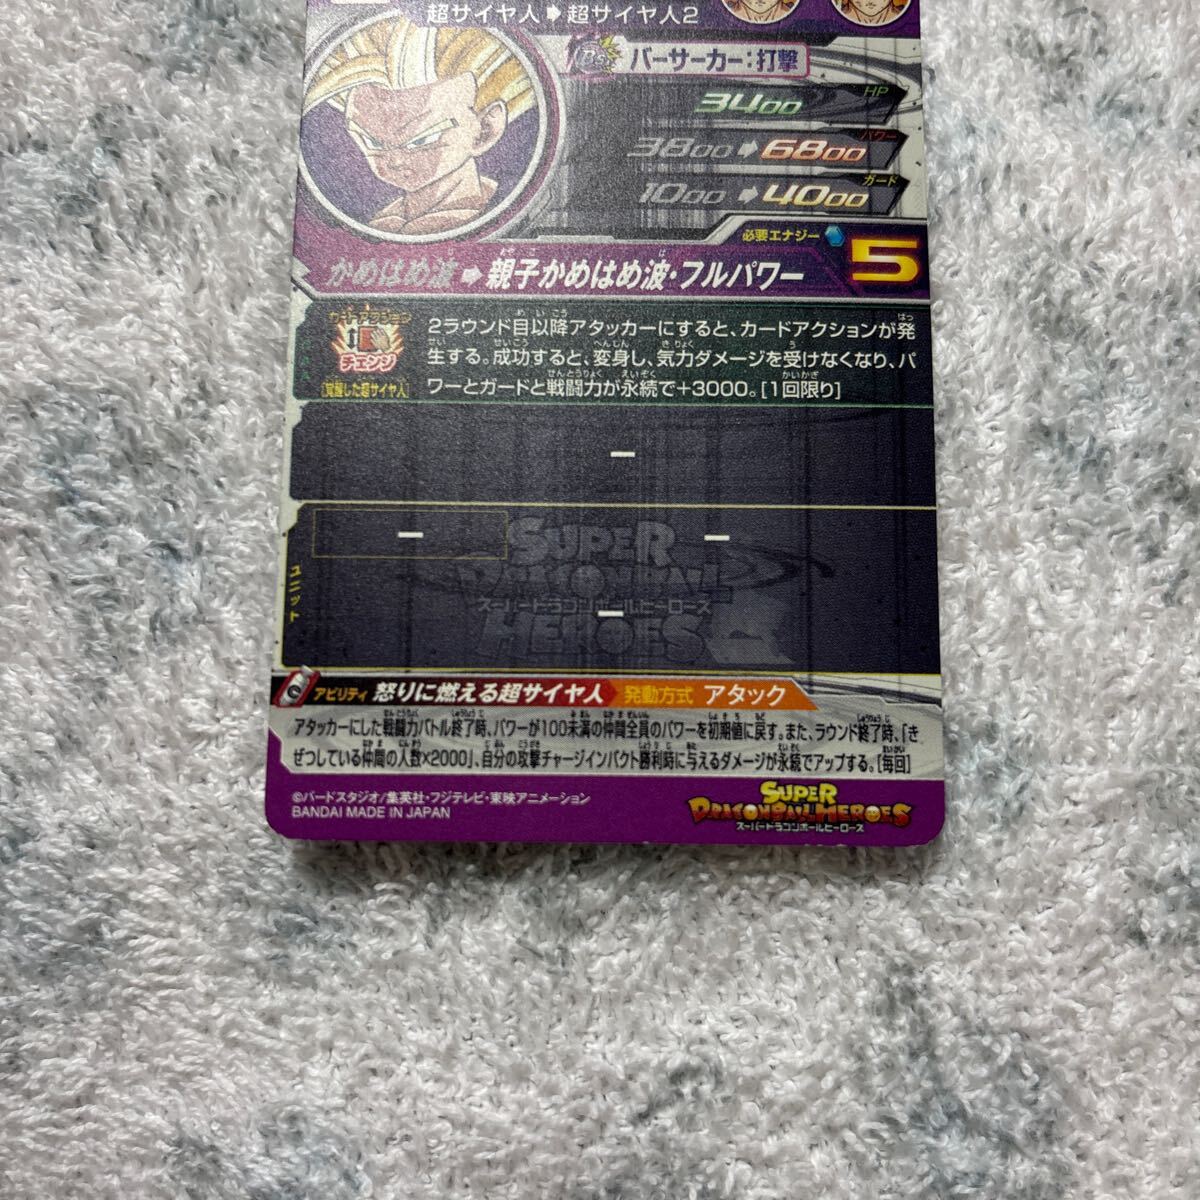 超サイヤ人➡超サイヤ人2
バーサーカー:打撃
HP
3400
パワー
3800➡6800
ガード
1000➡4000
必要エナジー
5
かめはめ波➡親子かめはめ波・フルパワー
カードアクション
チェンジ
[覚醒した超サイヤ人]
2ラウンド目以降アタッカーにすると、カードアクションが発
生する。成功すると、変身し、気力ダメージを受けなくなり、パ
ワーとガードと戦闘力が永続で+3000。[1回限り]
ー
ユニット
ー
ー
ー
SUPER
DRAGONBALL
スーパードラゴンボールヒーローズ
HEROES
アビリティ 怒りに燃える超サイヤ人 発動方式 アタック
アタッカーにした戦闘力バトル終了時、パワーが100未満の仲間全員のパワーを初期値に戻す。また、ラウンド終了時、「き
ぜつしている仲間の人数×2000」、自分の攻撃チャージインパクト勝利時に与えるダメージが永続でアップする。[毎回]
©バードスタジオ/集英社・フジテレビ・東映アニメーション
BANDAI MADE IN JAPAN
SUPER
DRAGONBALL HEROES
スーパードラゴンボールヒーローズ